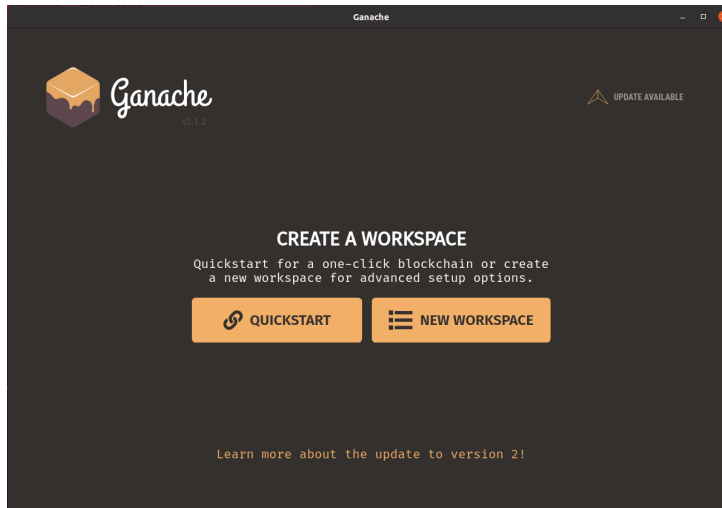 Ganache
Ganache
v2.1.2
UPDATE AVAILABLE
CREATE A WORKSPACE
Quickstart for a one-click blockchain or create
a new workspace for advanced setup options.
QUICKSTART
NEW WORKSPACE
Learn more about the update to version 2!